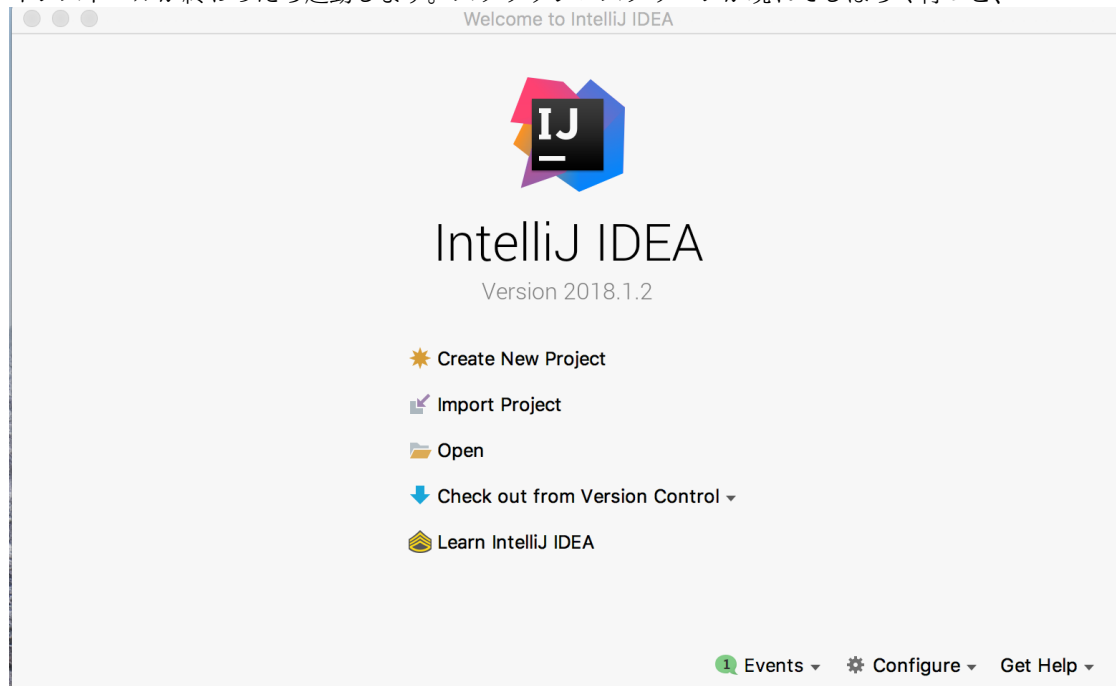 Welcome to IntelliJ IDEA
IJ
IntelliJ IDEA
Version 2018.1.2
Create New Project
Import Project
Open
Check out from Version Control
Learn IntelliJ IDEA
1 Events
Configure
Get Help